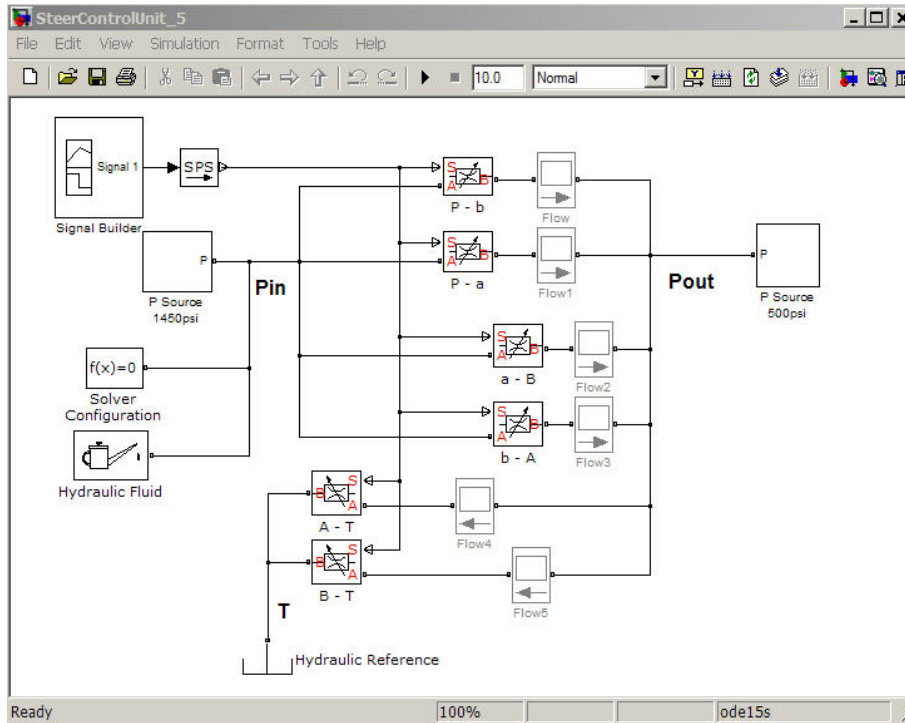 SteerControlUnit_5
File Edit View Simulation Format Tools Help
10.0 Normal
Signal 1
Signal Builder
SPS
S
A
B
P - b
Flow
P
P Source
1450psi
Pin
S
A
B
P - a
Flow1
Pout
P
P Source
500psi
f(x)=0
Solver
Configuration
S
A
B
a - B
Flow2
Hydraulic Fluid
S
A
B
b - A
Flow3
B
S
A
A - T
Flow4
B
S
A
B - T
Flow5
T
Hydraulic Reference
Ready 100% ode15s